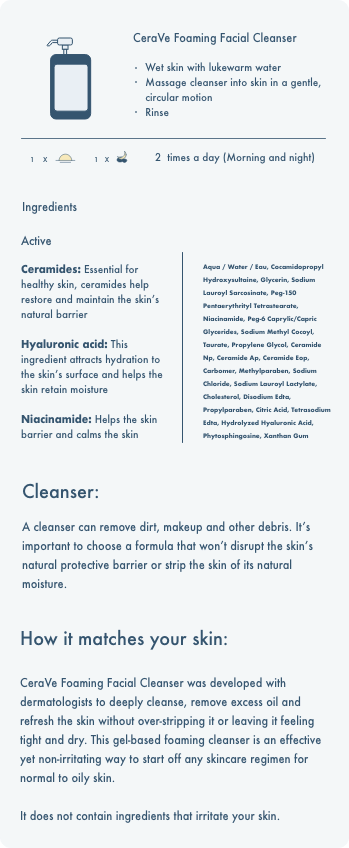 CeraVe Foaming Facial Cleanser
· Wet skin with lukewarm water
· Massage cleanser into skin in a gentle,
circular motion
· Rinse
1 x 1 x 2 times a day (Morning and night)
Ingredients
Active
Ceramides: Essential for
healthy skin, ceramides help
restore and maintain the skin's
natural barrier
Hyaluronic acid: This
ingredient attracts hydration to
the skin's surface and helps the
skin retain moisture
Niacinamide: Helps the skin
barrier and calms the skin
Aqua / Water / Eau, Cocamidopropyl
Hydroxysultaine, Glycerin, Sodium
Lauroyl Sarcosinate, Peg-150
Pentaerythrityl Tetrastearate,
Niacinamide, Peg-6 Caprylic/Capric
Glycerides, Sodium Methyl Cocoyl,
Taurate, Propylene Glycol, Ceramide
Np, Ceramide Ap, Ceramide Eop,
Carbomer, Methylparaben, Sodium
Chloride, Sodium Lauroyl Lactylate,
Cholesterol, Disodium Edta,
Propylparaben, Citric Acid, Tetrasodium
Edta, Hydrolyzed Hyaluronic Acid,
Phytosphingosine, Xanthan Gum
Cleanser:
A cleanser can remove dirt, makeup and other debris. It's
important to choose a formula that won't disrupt the skin's
natural protective barrier or strip the skin of its natural
moisture.
How it matches your skin:
CeraVe Foaming Facial Cleanser was developed with
dermatologists to deeply cleanse, remove excess oil and
refresh the skin without over-stripping it or leaving it feeling
tight and dry. This gel-based foaming cleanser is an effective
yet non-irritating way to start off any skincare regimen for
normal to oily skin.
It does not contain ingredients that irritate your skin.